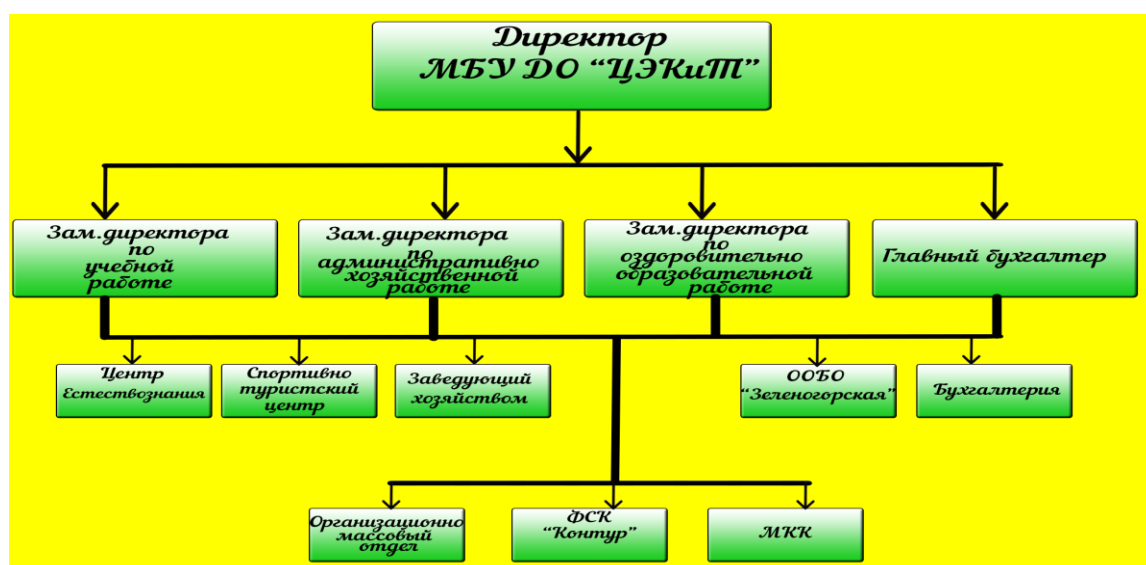 Директор
МБУ ДО “ЦЭКиТ”
Зам.директора
по
учебной
работе
Зам.директора
по
административно
хозяйственной
работе
Зам.директора
по
оздоровительно
образовательной
работе
Главный бухгалтер
Центр
Естествознания
Спортивно
туристский
центр
Заведующий
хозяйством
ООБО
“Зеленогорская”
Бухгалтерия
Организационно
массовый
отдел
ФСК
“Контур”
МКК